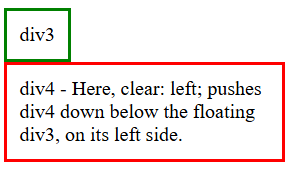 div3
div4 - Here, clear: left; pushes
div4 down below the floating
div3, on its left side.